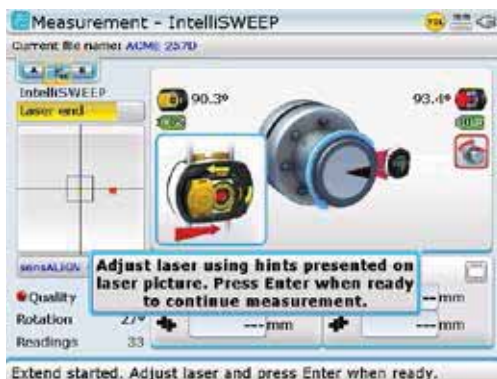 Measurement - IntelliSWEEP
Current file name: ACME 257D
A B
IntelliSWEEP
Laser end
90.3°
93.4°
sensALIGN
Adjust laser using hints presented on
laser picture. Press Enter when ready
to continue measurement.
Quality
Rotation 27°
Readings 33
--- mm
--- mm
--- mm
Extend started. Adjust laser and press Enter when ready.